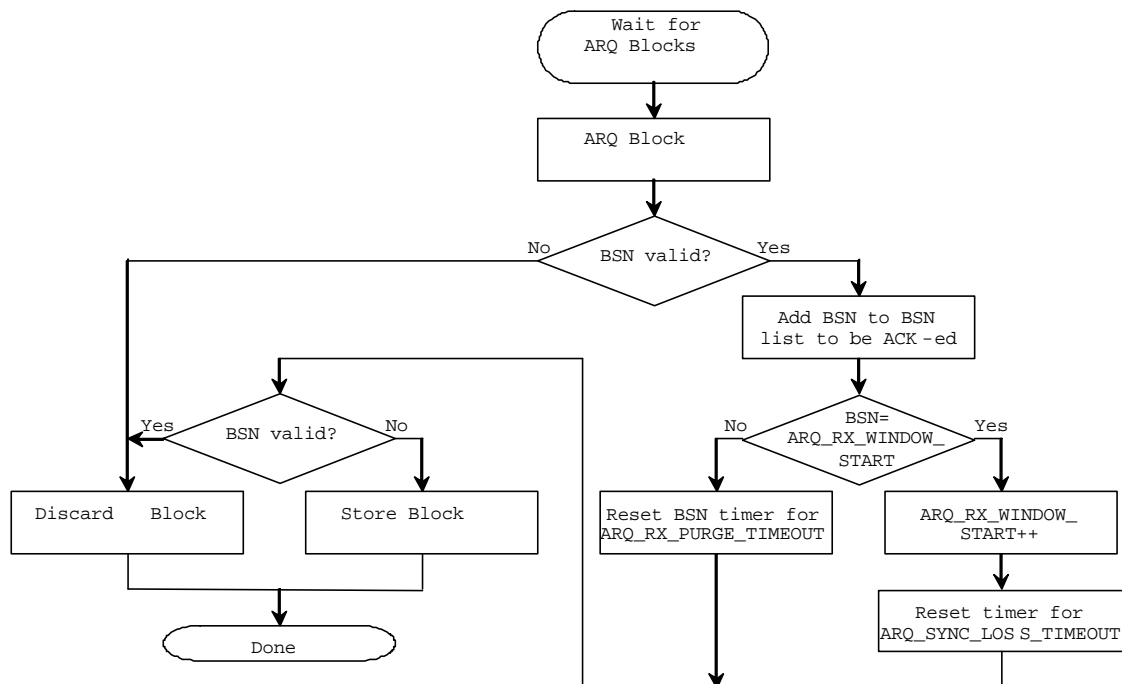 Wait for
ARQ Blocks
ARQ Block
No
BSN valid?
Yes
Add BSN to BSN
list to be ACK -ed
Yes
BSN valid?
No
No
BSN=
ARQ_RX_WINDOW_
START
Yes
Discard Block
Store Block
Reset BSN timer for
ARQ_RX_PURGE_TIMEOUT
ARQ_RX_WINDOW_
START++
Reset timer for
ARQ_SYNC_LOS S_TIMEOUT
Done